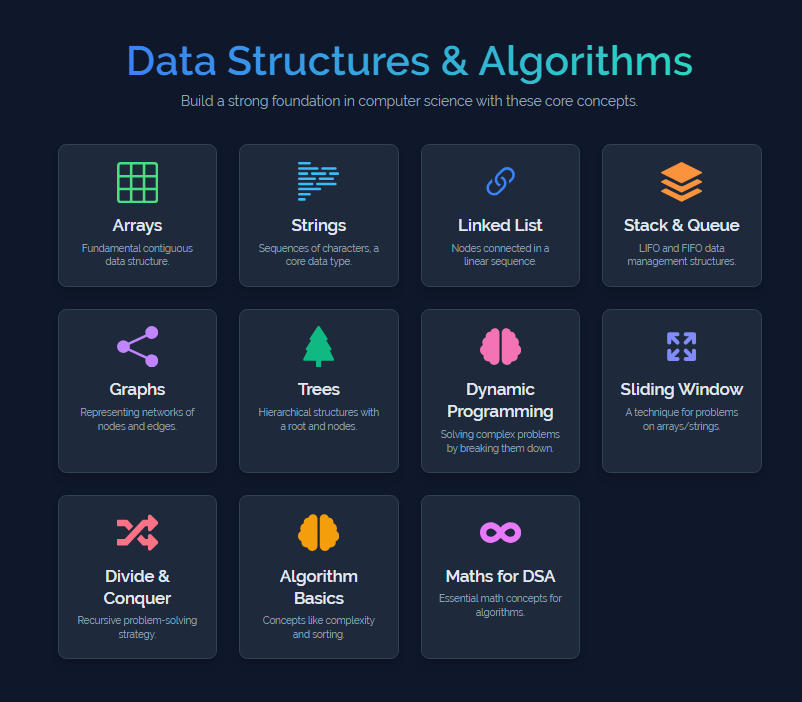 Data Structures & Algorithms
Build a strong foundation in computer science with these core concepts.
Arrays
Fundamental contiguous
data structure.
Strings
Sequences of characters, a
core data type.
Linked List
Nodes connected in a
linear sequence.
Stack & Queue
LIFO and FIFO data
management structures.
Graphs
Representing networks of
nodes and edges.
Trees
Hierarchical structures with
a root and nodes.
Dynamic
Programming
Solving complex problems
by breaking them down.
Sliding Window
A technique for problems
on arrays/strings.
Divide &
Conquer
Recursive problem-solving
strategy.
Algorithm
Basics
Concepts like complexity
and sorting.
Maths for DSA
Essential math concepts for
algorithms.